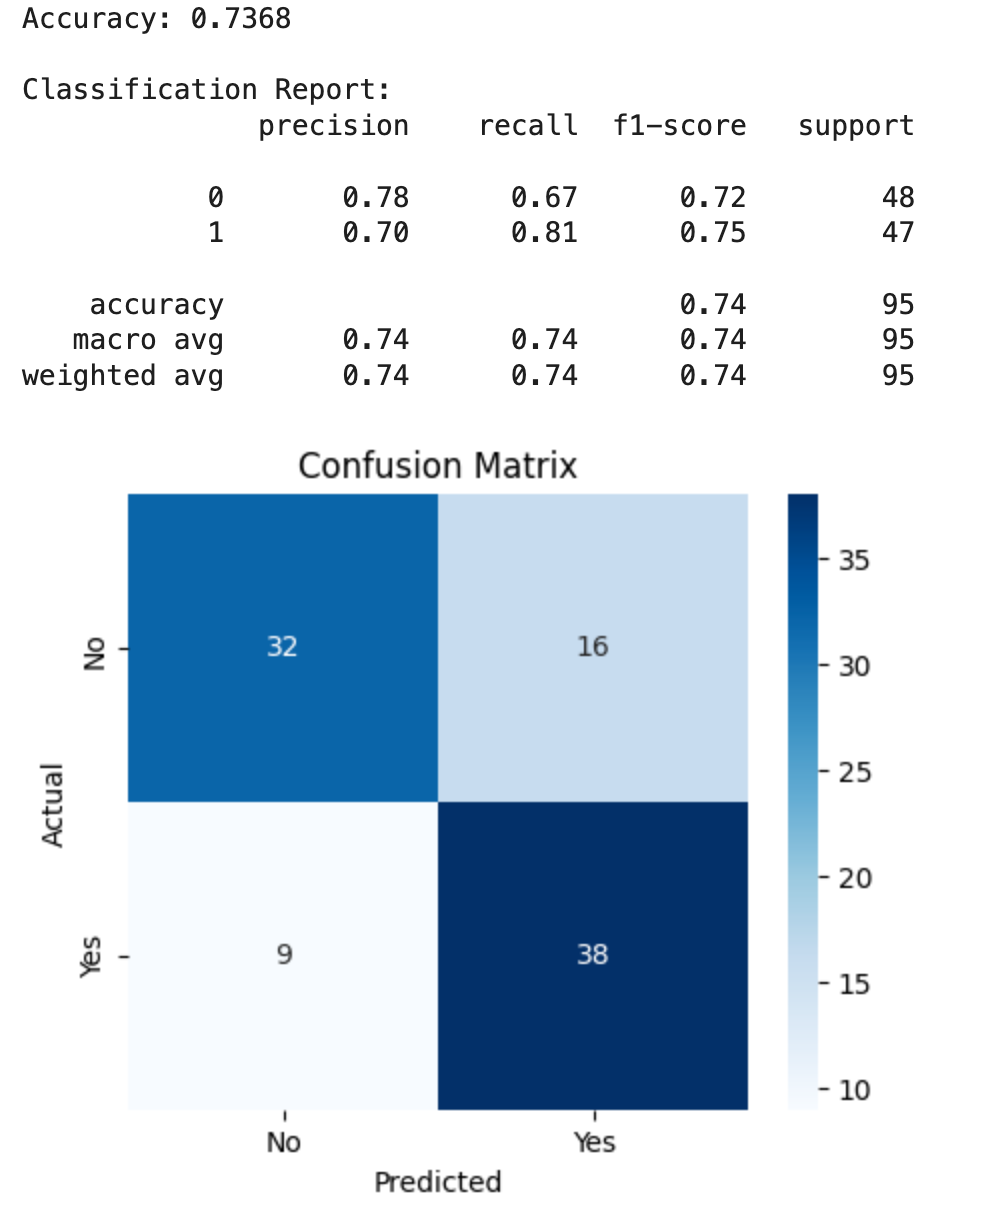 Accuracy: 0.7368
Classification Report:
precision recall f1-score support
0 0.78 0.67 0.72 48
1 0.70 0.81 0.75 47
accuracy 0.74 95
macro avg 0.74 0.74 0.74 95
weighted avg 0.74 0.74 0.74 95
Confusion Matrix
35
No 32 16
30
25
Actual
20
Yes 9 38
15
10
No Yes
Predicted